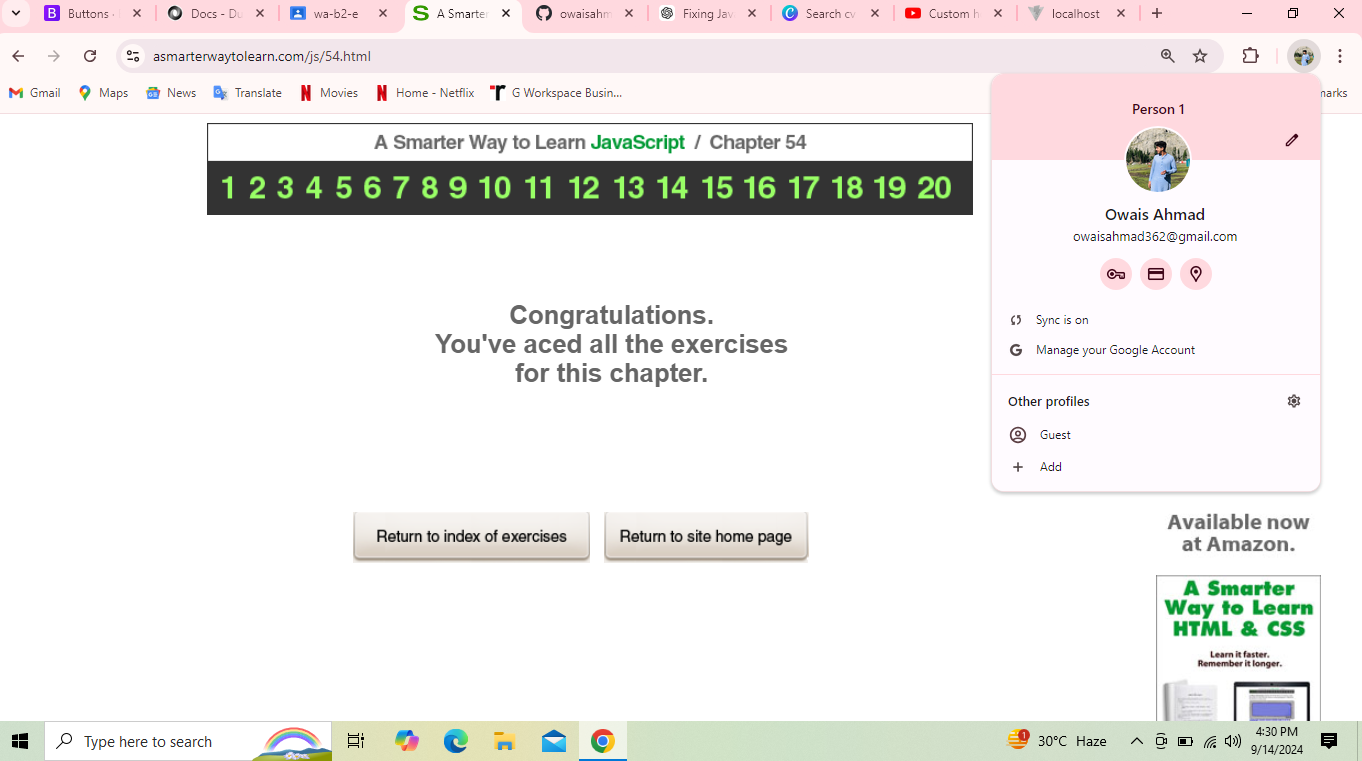 Buttons
Docs - Du
wa-b2-e
A Smarter
owaisahm
Fixing Jav
Search cv
Custom h
localhost
asmarterwaytolearn.com/js/54.html
Gmail
Maps
News
Translate
Movies
Home - Netflix
G Workspace Busin...
marks
Person 1
Owais Ahmad
owaisahmad362@gmail.com
Sync is on
Manage your Google Account
Other profiles
Guest
Add
A Smarter Way to Learn JavaScript / Chapter 54
1 2 3 4 5 6 7 8 9 10 11 12 13 14 15 16 17 18 19 20
Congratulations.
You've aced all the exercises
for this chapter.
Return to index of exercises
Return to site home page
Available now
at Amazon.
A Smarter
Way to Learn
HTML & CSS
Learn it faster.
Remember it longer.
Type here to search
1
30°C Haze
4:30 PM
9/14/2024